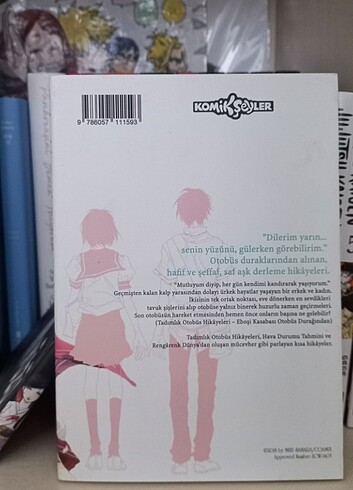 9 786057 111593
KOMİKŞEYLER
"Dilerim yarın...
senin yüzünü, gülerken görebilirim."
Otobüs duraklarından alınan,
hafif ve şeffaf, saf aşk derleme hikâyeleri.
"Mutluyum diyip, her gün kendimi kandırarak yaşıyorum."
Geçmişten kalan kalp yarasından dolayı ürkek hayatlar yaşayan bir erkek ve kadın.
İkisinin tek ortak noktası, eve dönerken en sevdikleri
tavuk şişlerini alıp otobüse yalnız binerek huzurlu zaman geçirmeleri.
Son otobüsün hareket etmesinden hemen önce onların başına ne gelebilir?
(Tadımlık Otobüs Hikâyeleri – Eboşi Kasabası Otobüs Durağından)
Tadımlık Otobüs Hikâyeleri, Hava Durumu Tahmini ve
Rengârenk Dünya'dan oluşan mücevher gibi parlayan kısa hikâyeler.
Approved Number
JUJUTSU